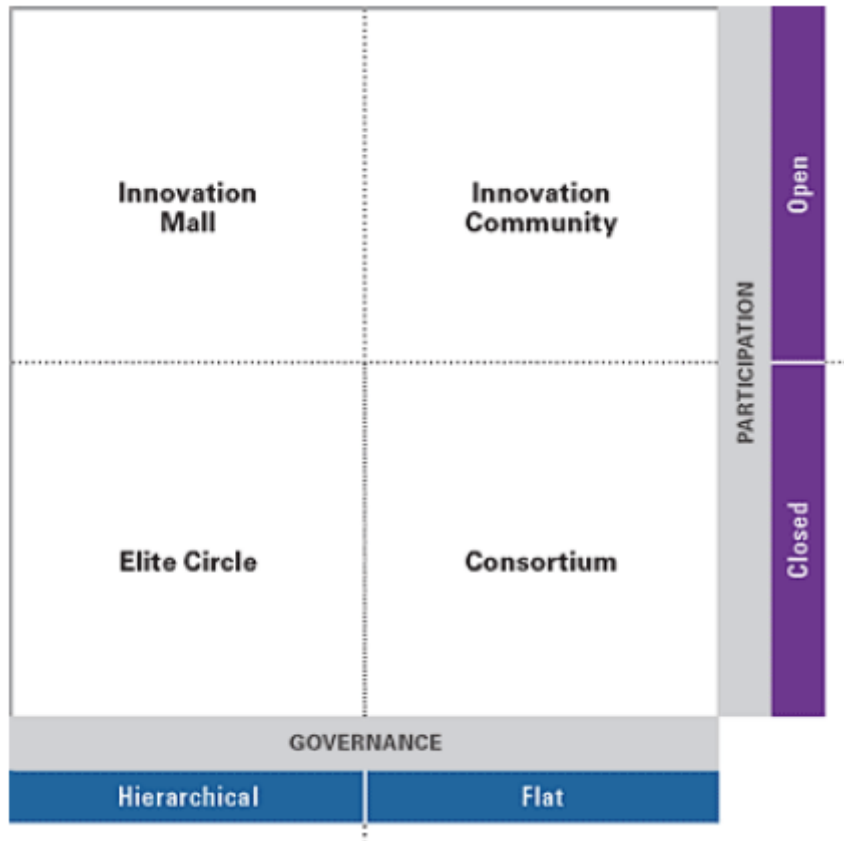 Innovation
Mall
Innovation
Community
Open
PARTICIPATION
Elite Circle
Consortium
Closed
GOVERNANCE
Hierarchical
Flat